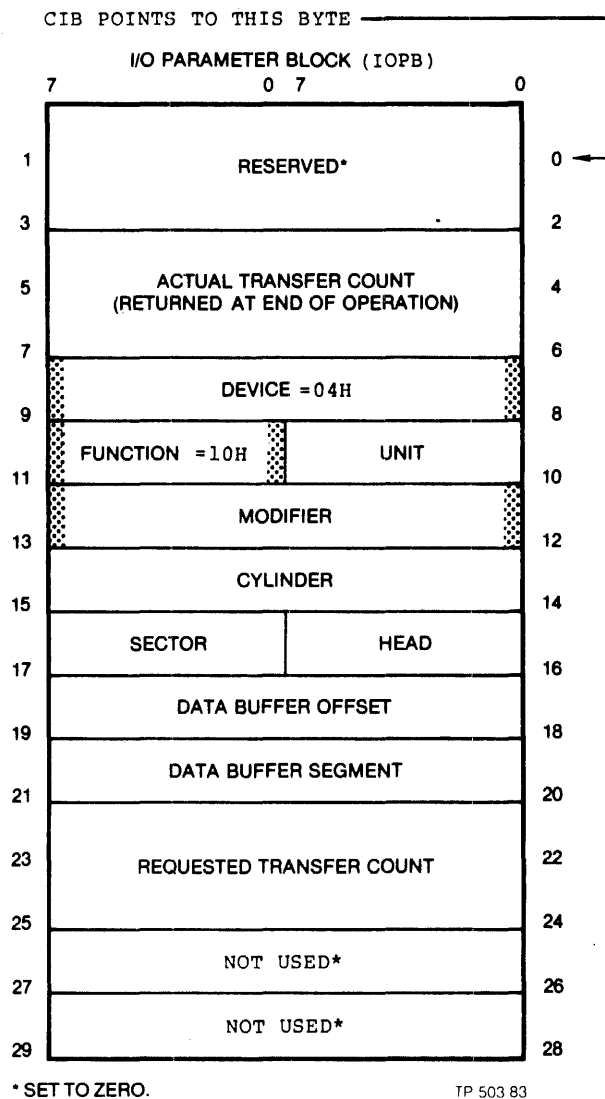 CIB POINTS TO THIS BYTE
I/O PARAMETER BLOCK (IOPB)
7 0 7 0
1 RESERVED* 0
3 2
5 ACTUAL TRANSFER COUNT 4
(RETURNED AT END OF OPERATION)
7 6
DEVICE =04H
9 8
FUNCTION =10H UNIT
11 10
MODIFIER
13 12
CYLINDER
15 14
SECTOR HEAD
17 16
DATA BUFFER OFFSET
19 18
DATA BUFFER SEGMENT
21 20
23 REQUESTED TRANSFER COUNT 22
25 24
NOT USED*
27 26
NOT USED*
29 28
* SET TO ZERO. TP 503 83